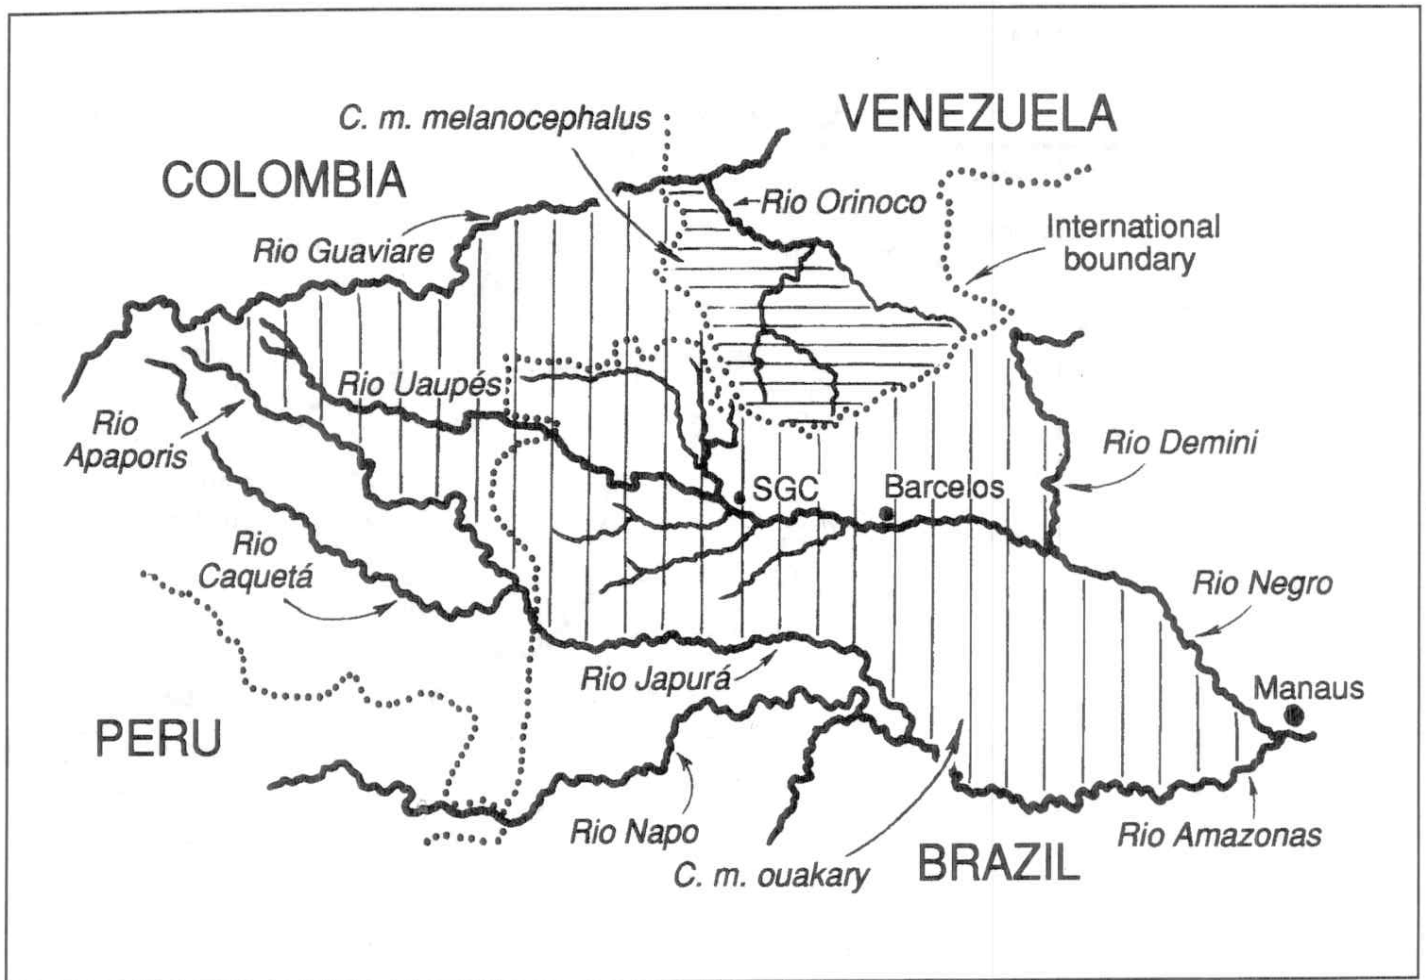 C. m. melanocephalus
VENEZUELA
COLOMBIA
Rio Orinoco
International
boundary
Rio Guaviare
Rio Uaupés
Rio
Apaporis
Rio Demini
SGC
Barcelos
Rio
Caquetá
Rio Negro
Rio Japurá
Manaus
PERU
Rio Napo
Rio Amazonas
C. m. ouakary
BRAZIL